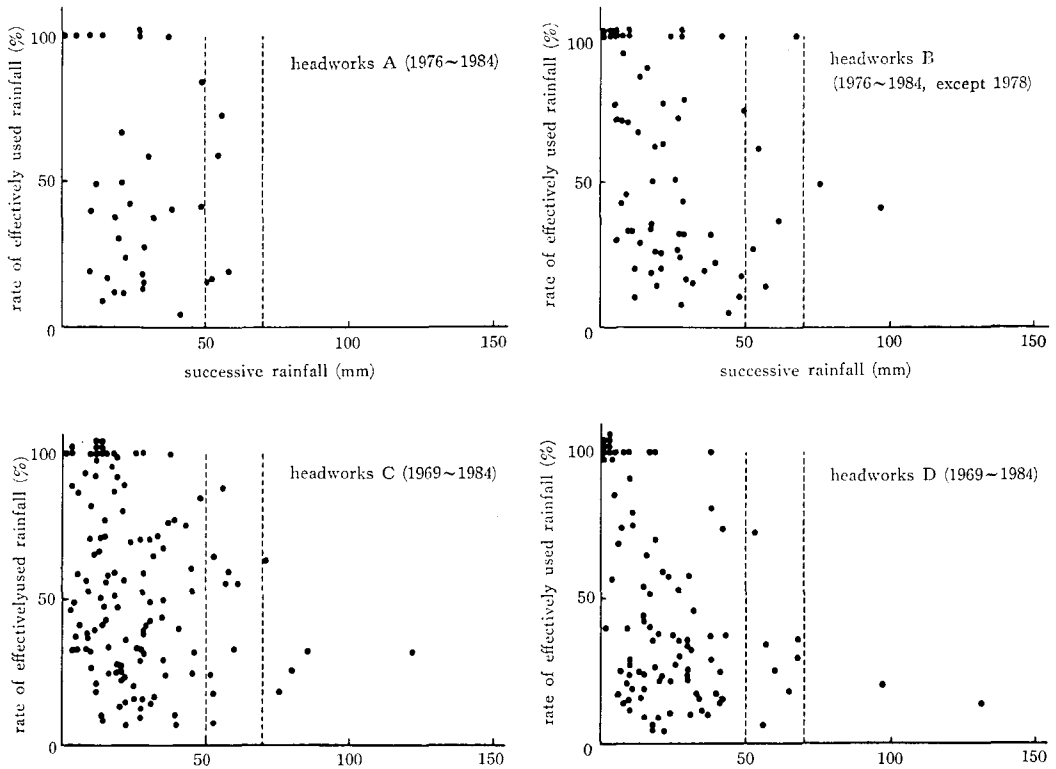 rate of effectively used rainfall (%)
100
50
0
headworks A (1976~1984)
50
100
150
successive rainfall (mm)
rate of effectively used rainfall (%)
100
50
0
headworks B
(1976~1984, except 1978)
50
100
150
successive rainfall (mm)
rate of effectivelyused rainfall (%)
100
50
0
headworks C (1969~1984)
50
100
150
rate of effectively used rainfall (%)
100
50
0
headworks D (1969~1984)
50
100
150